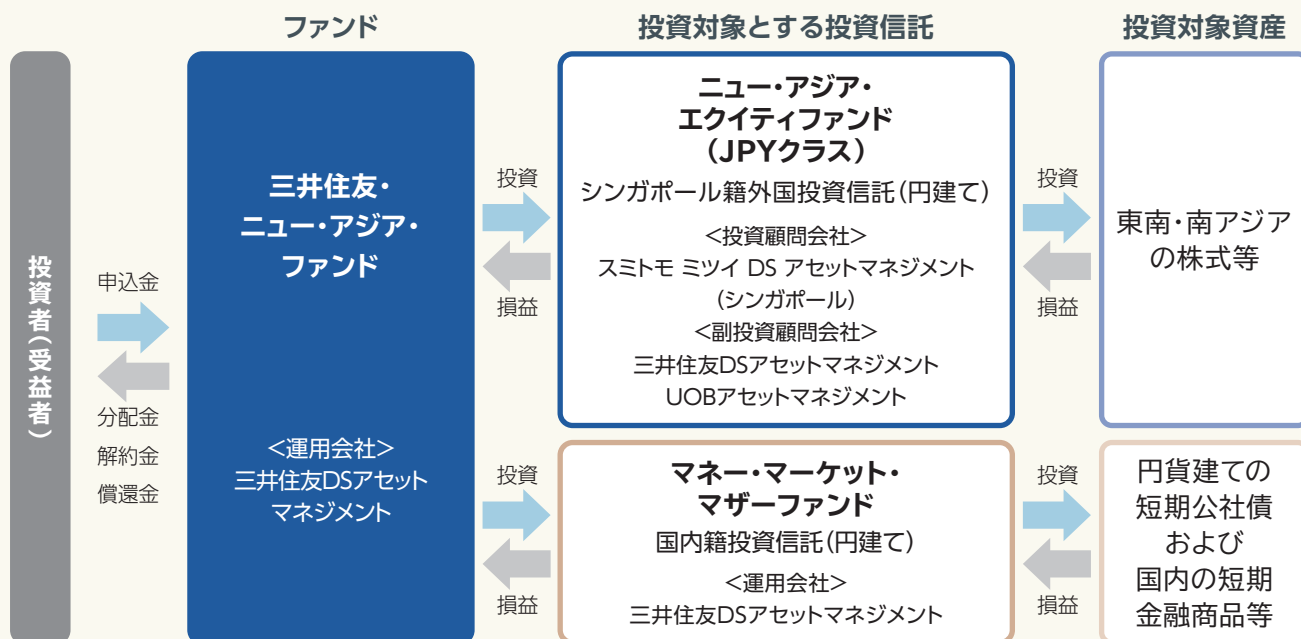 ファンド
投資対象とする投資信託
投資対象資産
投資者(受益者)
申込金
分配金
解約金
償還金
三井住友・
ニュー・アジア・
ファンド
<運用会社>
三井住友DSアセット
マネジメント
投資
損益
ニュー・アジア・
エクイティファンド
(JPYクラス)
シンガポール籍外国投資信託(円建て)
<投資顧問会社>
スミトモ ミツイ DS アセットマネジメント
(シンガポール)
<副投資顧問会社>
三井住友DSアセットマネジメント
UOBアセットマネジメント
投資
損益
東南・南アジア
の株式等
投資
損益
マネー・マーケット・
マザーファンド
国内籍投資信託(円建て)
<運用会社>
三井住友DSアセットマネジメント
投資
損益
円貨建ての
短期公社債
および
国内の短期
金融商品等